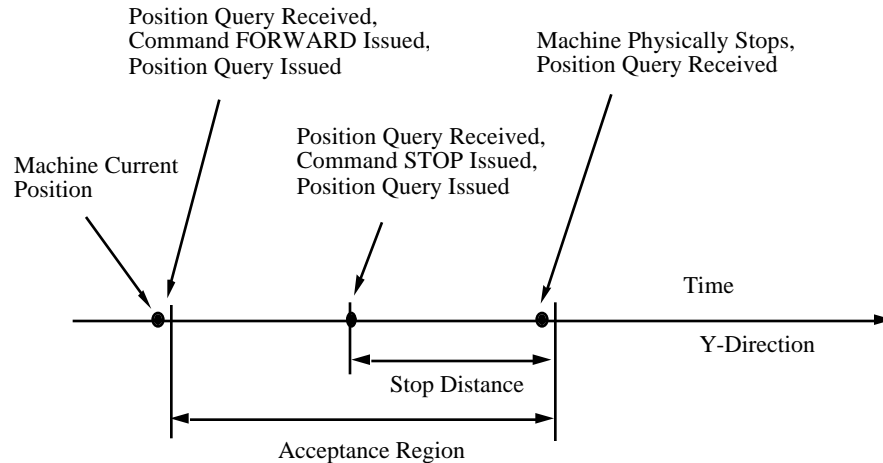 Position Query Received,
Command FORWARD Issued,
Position Query Issued
Machine Physically Stops,
Position Query Received
Position Query Received,
Command STOP Issued,
Position Query Issued
Machine Current
Position
Time
Y-Direction
Stop Distance
Acceptance Region